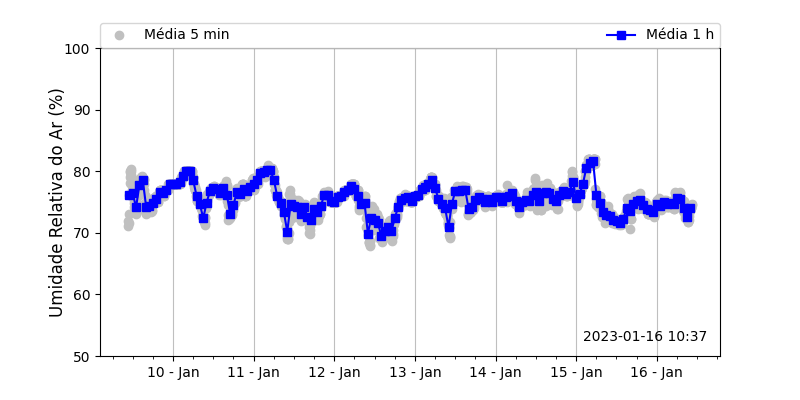 Média 5 min
Média 1 h
Umidade Relativa do Ar (%)
100
90
80
70
60
50
2023-01-16 10:37
10 - Jan
11 - Jan
12 - Jan
13 - Jan
14 - Jan
15 - Jan
16 - Jan